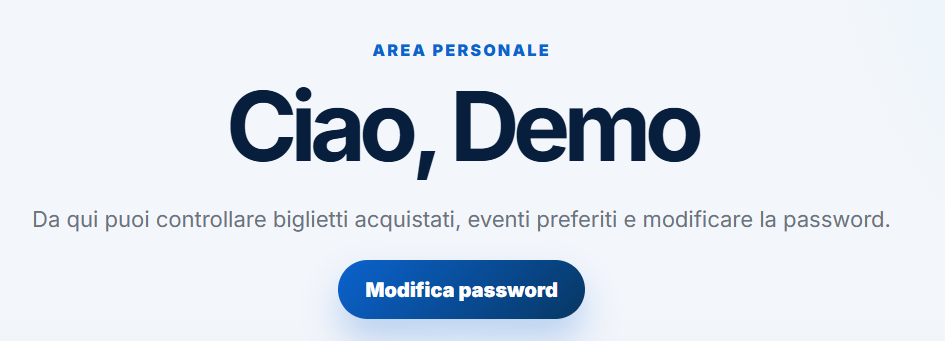 AREA PERSONALE
Ciao, Demo
Da qui puoi controllare biglietti acquistati, eventi preferiti e modificare la password.
Modifica password